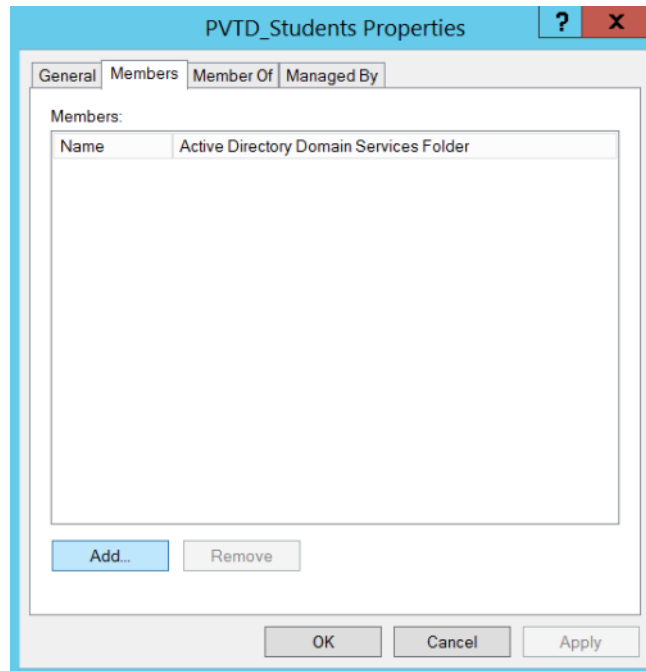 PVTD_Students Properties ? x
General Members Member Of Managed By
Members:
Name Active Directory Domain Services Folder
Add... Remove
OK Cancel Apply